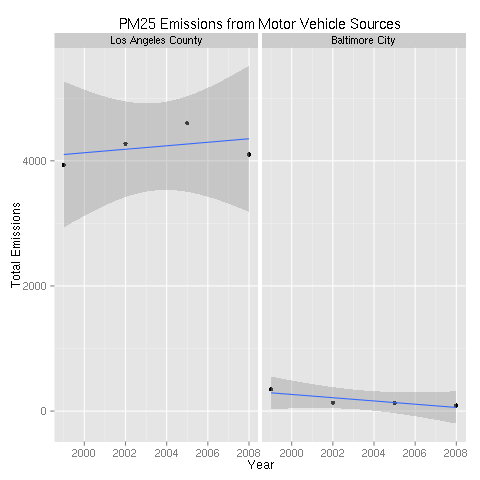 PM25 Emissions from Motor Vehicle Sources
Los Angeles County
Baltimore City
Total Emissions
4000
2000
0
2000 2002 2004 2006 2008
2000 2002 2004 2006 2008
Year